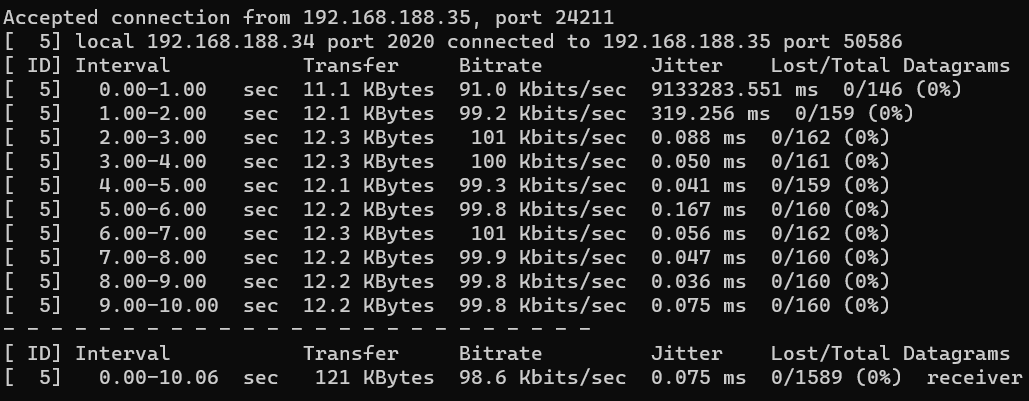 Accepted connection from 192.168.188.35, port 24211
[  5] local 192.168.188.34 port 2020 connected to 192.168.188.35 port 50586
[ ID] Interval           Transfer     Bitrate         Jitter    Lost/Total Datagrams
[  5]   0.00-1.00   sec  11.1 KBytes  91.0 Kbits/sec  9133283.551 ms  0/146 (0%)
[  5]   1.00-2.00   sec  12.1 KBytes  99.2 Kbits/sec  319.256 ms  0/159 (0%)
[  5]   2.00-3.00   sec  12.3 KBytes   101 Kbits/sec  0.088 ms  0/162 (0%)
[  5]   3.00-4.00   sec  12.3 KBytes   100 Kbits/sec  0.050 ms  0/161 (0%)
[  5]   4.00-5.00   sec  12.1 KBytes  99.3 Kbits/sec  0.041 ms  0/159 (0%)
[  5]   5.00-6.00   sec  12.2 KBytes  99.8 Kbits/sec  0.167 ms  0/160 (0%)
[  5]   6.00-7.00   sec  12.3 KBytes   101 Kbits/sec  0.056 ms  0/162 (0%)
[  5]   7.00-8.00   sec  12.2 KBytes  99.9 Kbits/sec  0.047 ms  0/160 (0%)
[  5]   8.00-9.00   sec  12.2 KBytes  99.8 Kbits/sec  0.036 ms  0/160 (0%)
[  5]   9.00-10.00  sec  12.2 KBytes  99.8 Kbits/sec  0.075 ms  0/160 (0%)
- - - - - - - - - - - - - - - - - - - - - - - - -
[ ID] Interval           Transfer     Bitrate         Jitter    Lost/Total Datagrams
[  5]   0.00-10.06  sec   121 KBytes  98.6 Kbits/sec  0.075 ms  0/1589 (0%)  receiver